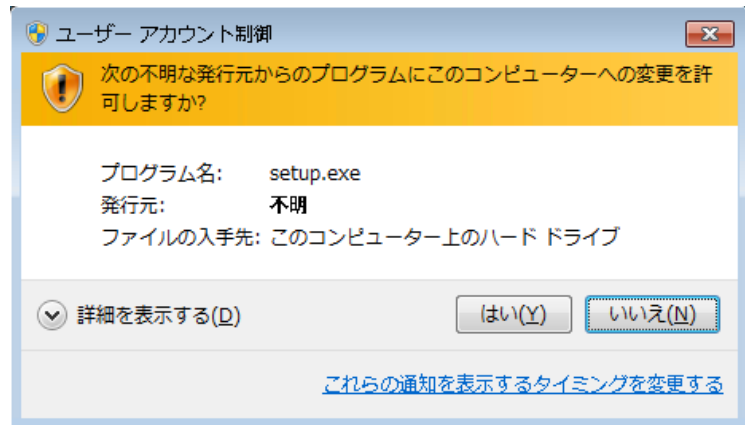 ユーザー アカウント制御
次の不明な発行元からのプログラムにこのコンピューターへの変更を許
可しますか?
プログラム名: setup.exe
発行元: 不明
ファイルの入手先: このコンピューター上のハード ドライブ
詳細を表示する(D) はい(Y) いいえ(N)
これらの通知を表示するタイミングを変更する